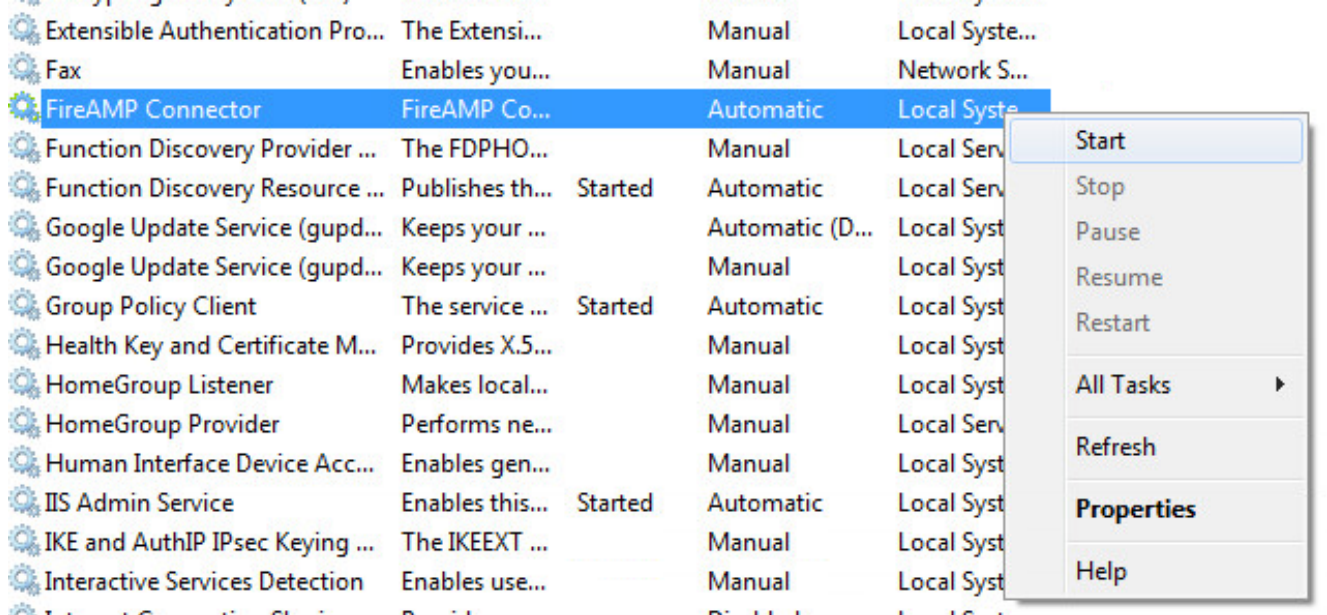 Extensible Authentication Pro... The Extensi... Manual Local Syste...
Fax Enables you... Manual Network S...
FireAMP Connector FireAMP Co... Automatic Local Syste
Function Discovery Provider ... The FDPHO... Manual Local Serv
Function Discovery Resource ... Publishes th... Started Automatic Local Serv
Google Update Service (gupd... Keeps your ... Automatic (D... Local Syst
Google Update Service (gupd... Keeps your ... Manual Local Syst
Group Policy Client The service ... Started Automatic Local Syst
Health Key and Certificate M... Provides X.5... Manual Local Syst
HomeGroup Listener Makes local... Manual Local Syst
HomeGroup Provider Performs ne... Manual Local Serv
Human Interface Device Acc... Enables gen... Manual Local Syst
IIS Admin Service Enables this... Started Automatic Local Syst
IKE and AuthIP IPsec Keying ... The IKEEXT ... Manual Local Syst
Interactive Services Detection Enables use... Manual Local Syst
Start
Stop
Pause
Resume
Restart
All Tasks
Refresh
Properties
Help